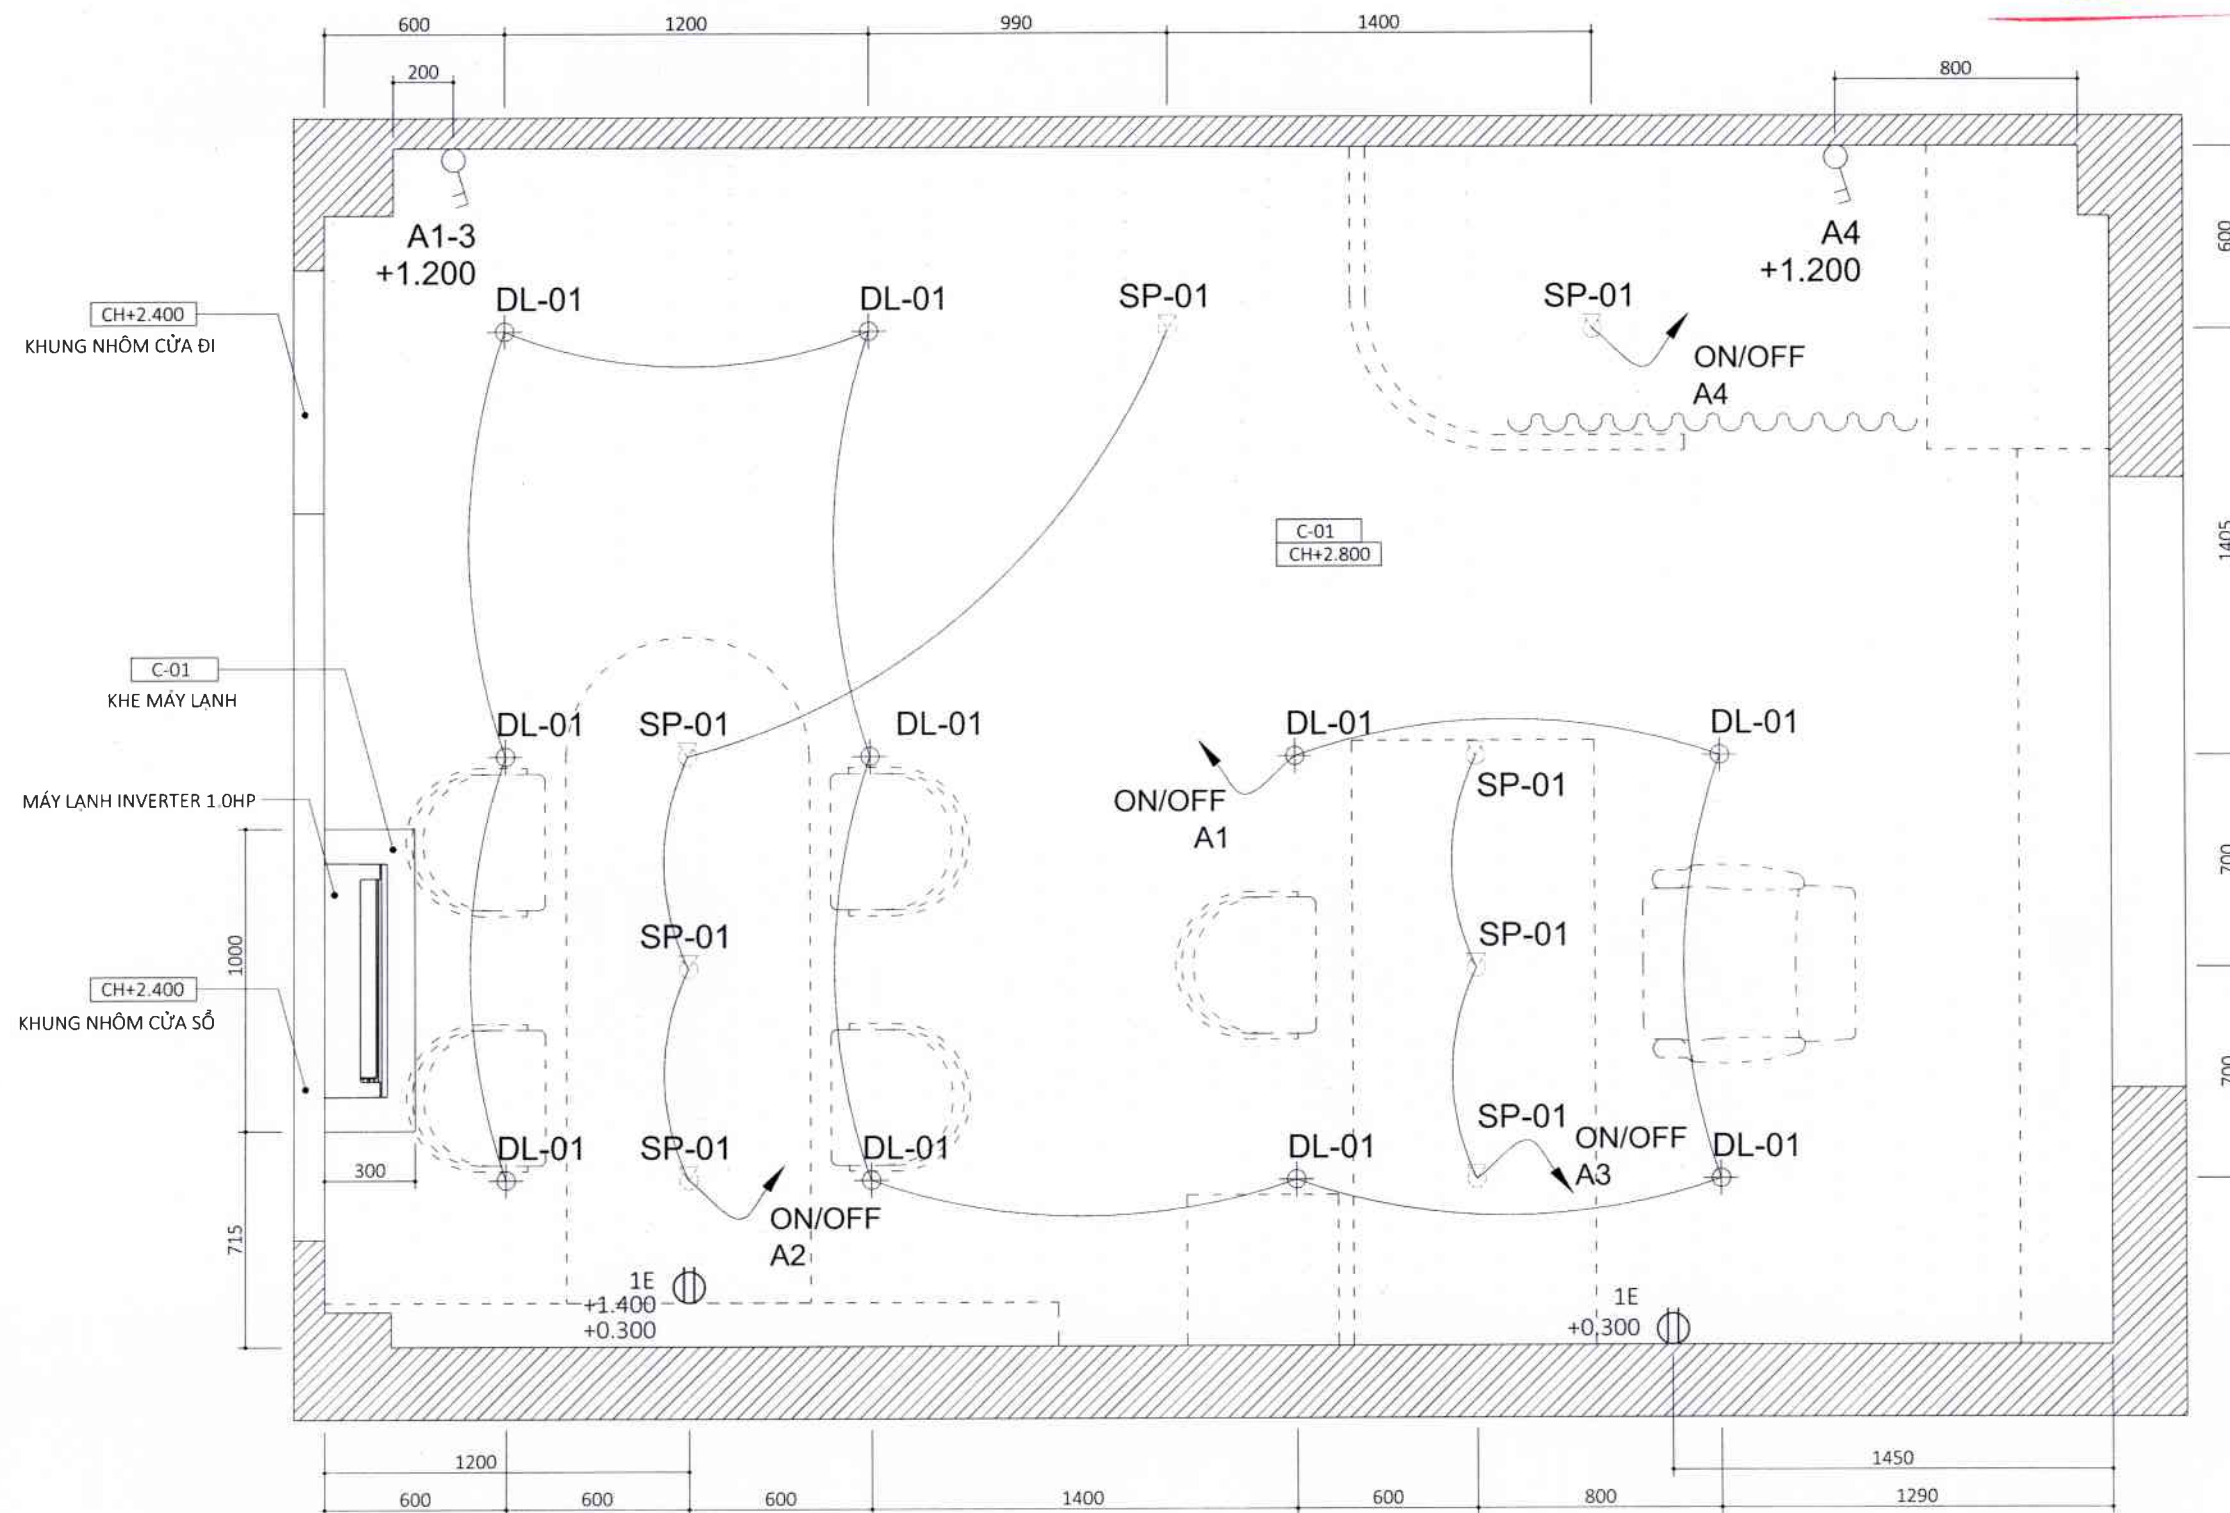 600
1200
990
1400
200
800
A1-3
+1.200
A4
+1.200
600
DL-01
DL-01
SP-01
SP-01
CH+2.400
KHUNG NHÔM CỬA ĐI
ON/OFF
A4
C-01
CH+2.800
1405
C-01
KHE MÁY LẠNH
DL-01
SP-01
DL-01
DL-01
DL-01
SP-01
MÁY LẠNH INVERTER 1.0HP
ON/OFF
A1
700
1000
SP-01
SP-01
CH+2.400
KHUNG NHÔM CỬA SỔ
700
SP-01
ON/OFF
A3
DL-01
SP-01
DL-01
DL-01
DL-01
300
715
ON/OFF
A2
1E
+1.400
+0.300
1E
+0.300
1200
1450
600
600
600
1400
600
800
1290